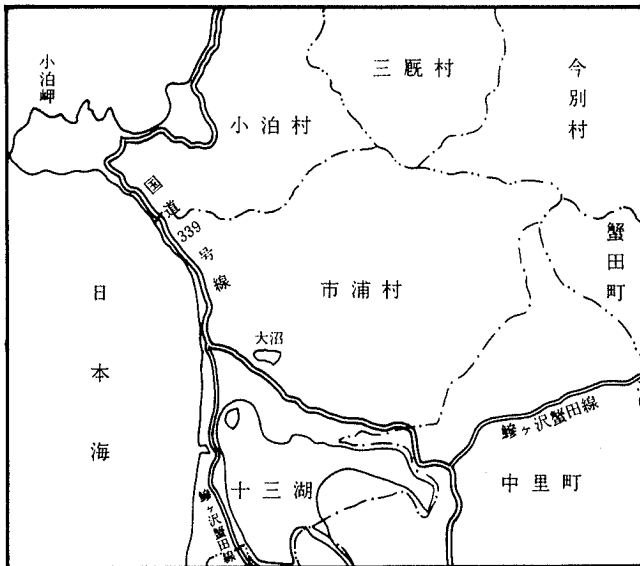 小泊岬
小泊村
三厩村
今別村
国道339号線
蟹田町
日本海
市浦村
大沼
鰺ヶ沢蟹田線
十三湖
中里町
鰺ヶ沢蟹田線